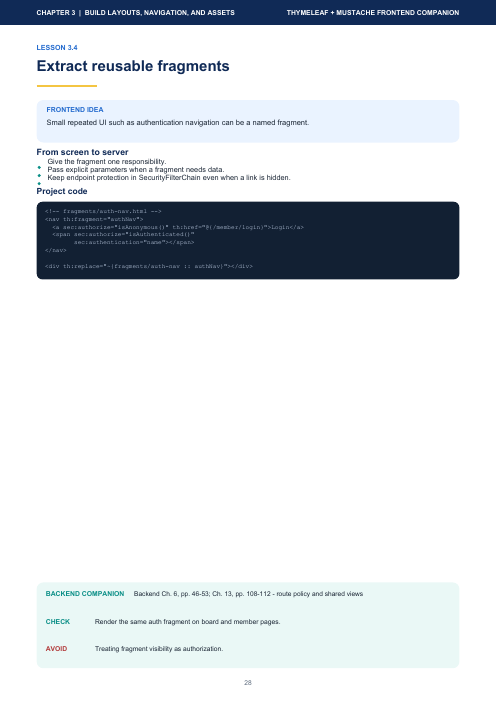 CHAPTER 3 | BUILD LAYOUTS, NAVIGATION, AND ASSETS
THYMELEAF + MUSTACHE FRONTEND COMPANION
LESSON 3.4
Extract reusable fragments
FRONTEND IDEA
Small repeated UI such as authentication navigation can be a named fragment.
From screen to server
Give the fragment one responsibility.
Pass explicit parameters when a fragment needs data.
Keep endpoint protection in SecurityFilterChain even when a link is hidden.
Project code
<!-- fragments/auth-nav.html -->
<nav th:fragment="authNav">
  <a sec:authorize="isAnonymous()" th:href="@{/member/login}">Login</a>
  <span sec:authorize="isAuthenticated()"
        sec:authentication="name"></span>
</nav>
<div th:replace="~{fragments/auth-nav :: authNav}"></div>
BACKEND COMPANION Backend Ch. 6, pp. 46-53; Ch. 13, pp. 108-112 - route policy and shared views
CHECK Render the same auth fragment on board and member pages.
AVOID Treating fragment visibility as authorization.
28